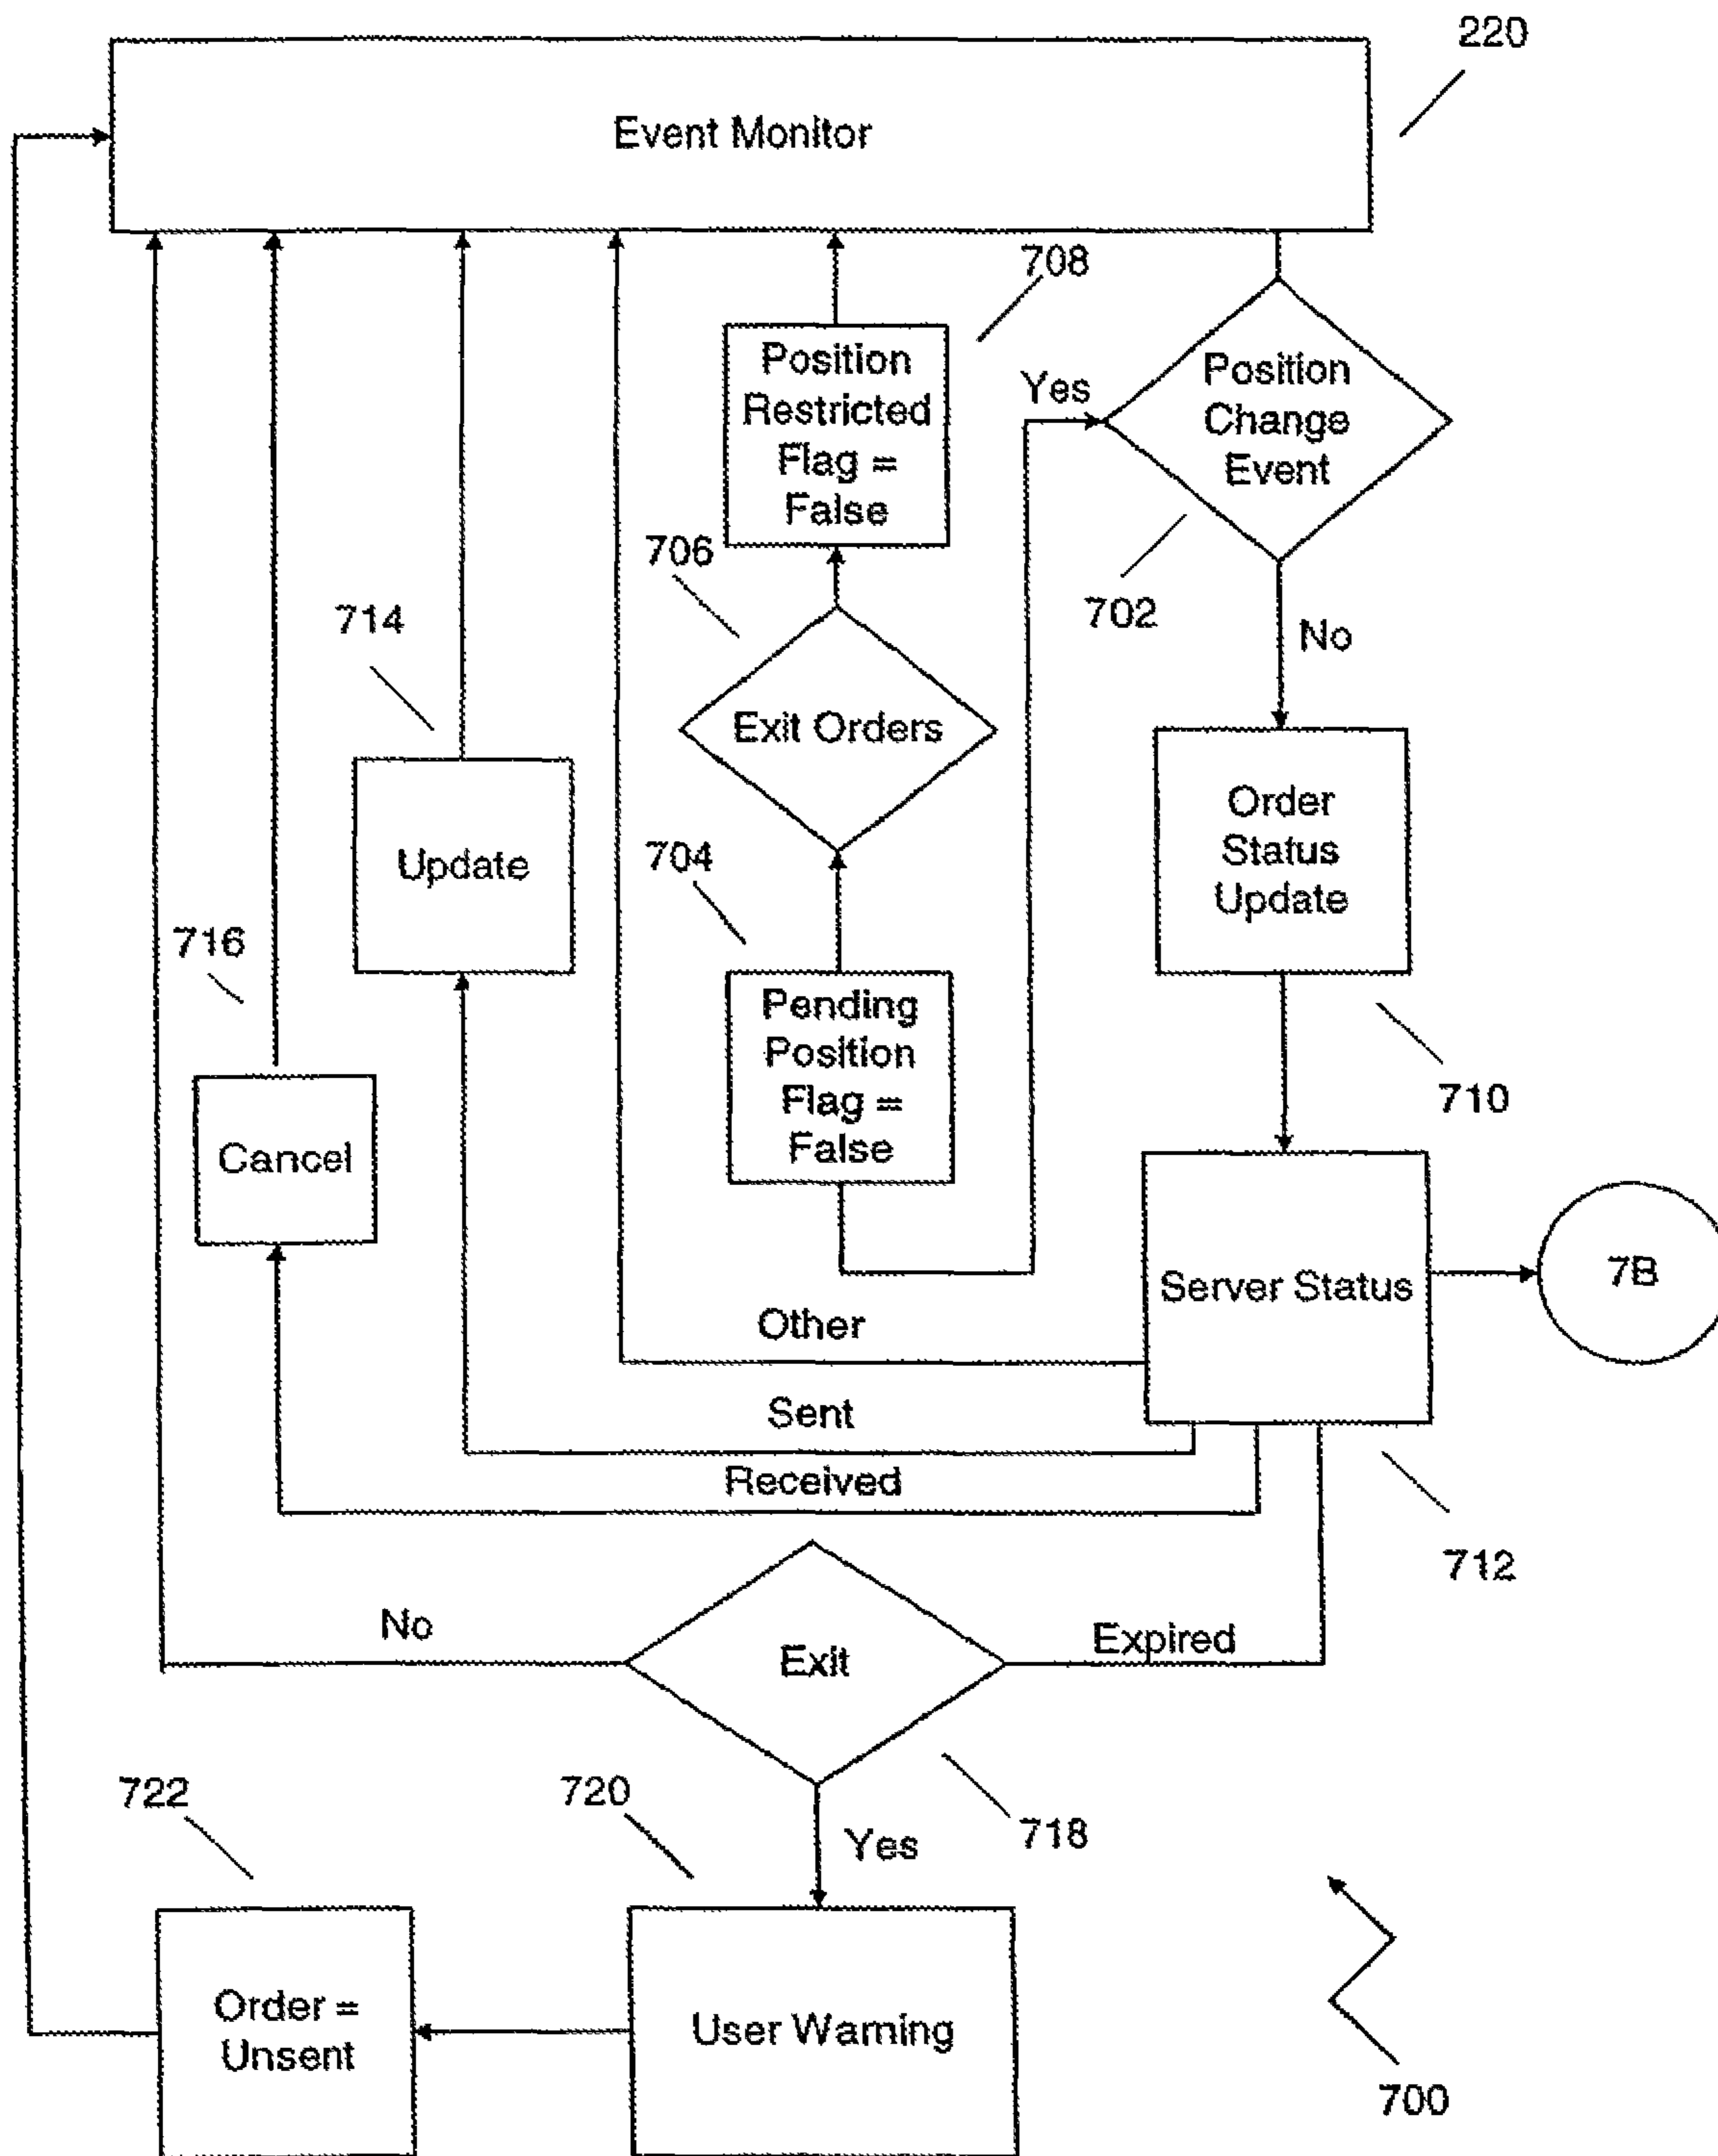 220
Event Monitor
708
Position
Restricted
Flag =
False
Yes
Position
Change
Event
706
702
714
No
Exit Orders
Order
Status
Update
704
Update
716
Pending
Position
Flag =
False
710
Cancel
Server Status
7B
Other
Sent
Received
712
No
Exit
Expired
722
720
718
Yes
Order =
Unsent
User Warning
700